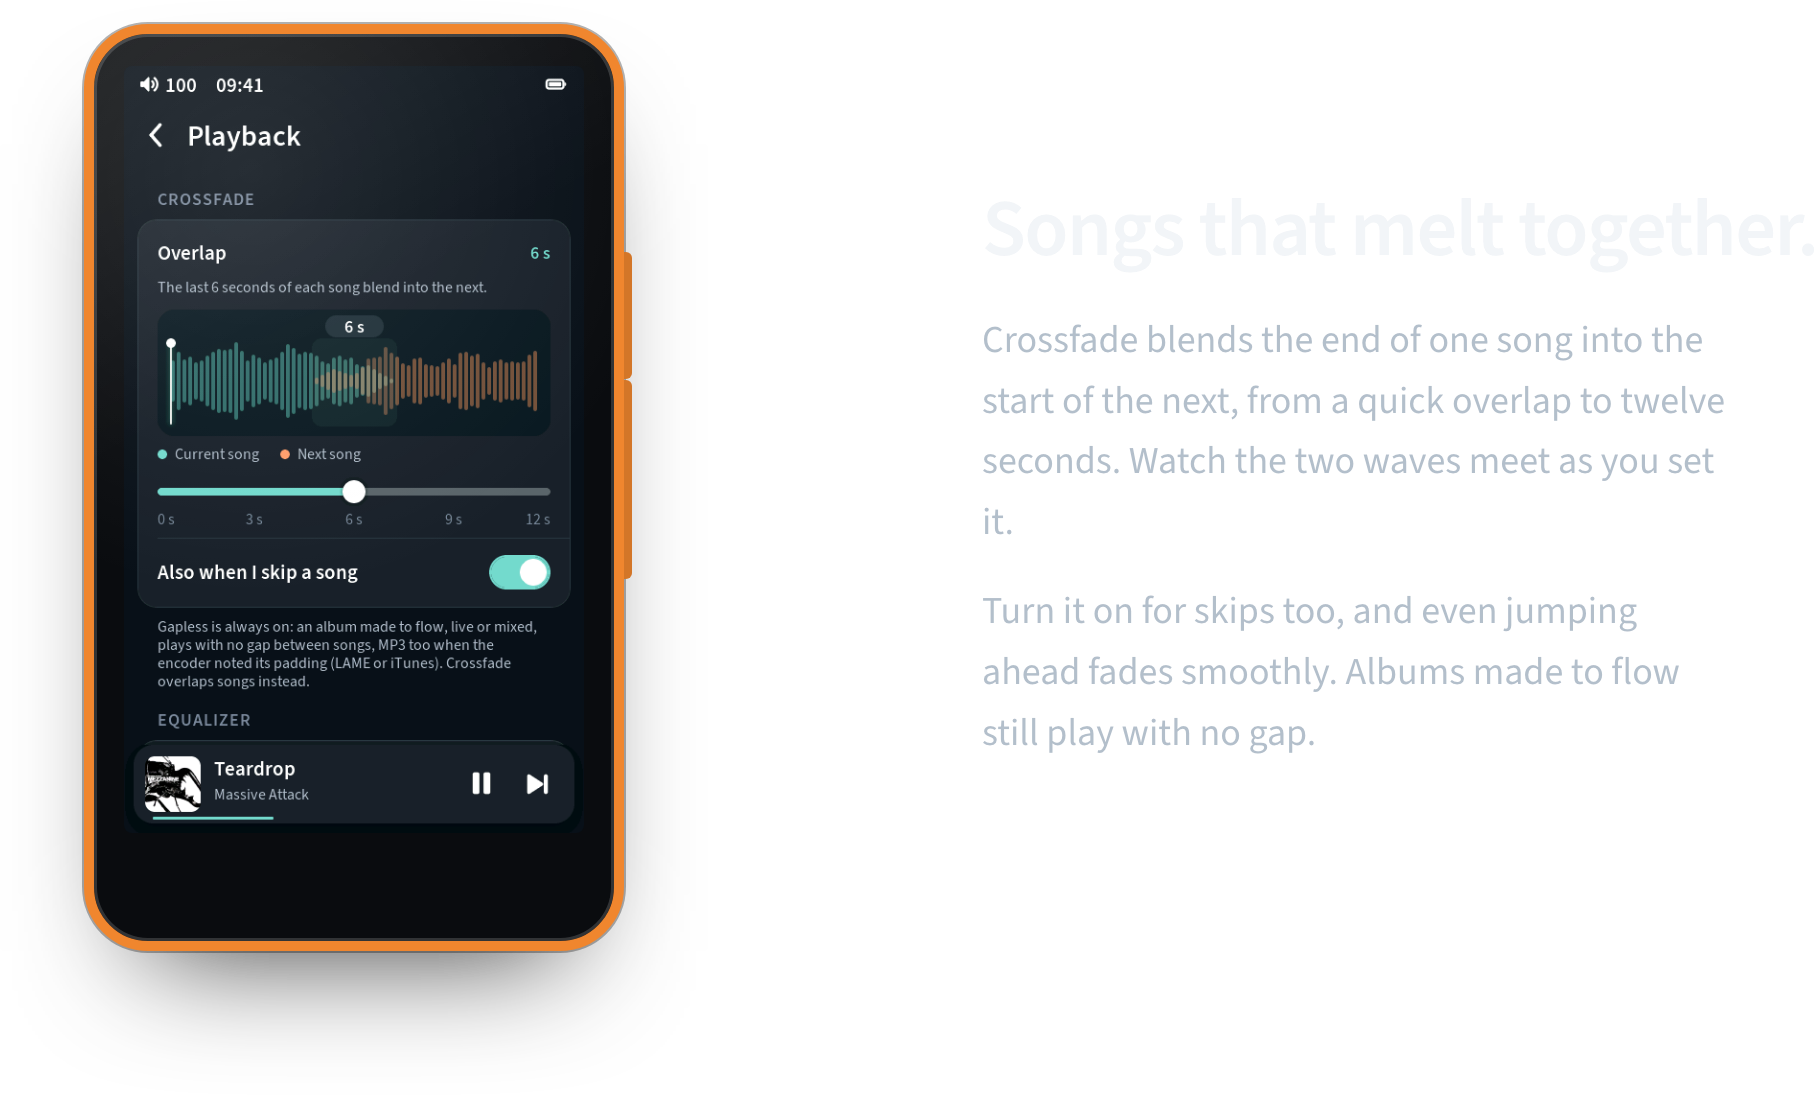 100 09:41
Playback
CROSSFADE
Overlap 6 s
The last 6 seconds of each song blend into the next.
6 s
Current song Next song
0 s 3 s 6 s 9 s 12 s
Also when I skip a song
Gapless is always on: an album made to flow, live or mixed,
plays with no gap between songs, MP3 too when the
encoder noted its padding (LAME or iTunes). Crossfade
overlaps songs instead.
EQUALIZER
Teardrop
Massive Attack
Songs that melt together.
Crossfade blends the end of one song into the
start of the next, from a quick overlap to twelve
seconds. Watch the two waves meet as you set
it.
Turn it on for skips too, and even jumping
ahead fades smoothly. Albums made to flow
still play with no gap.